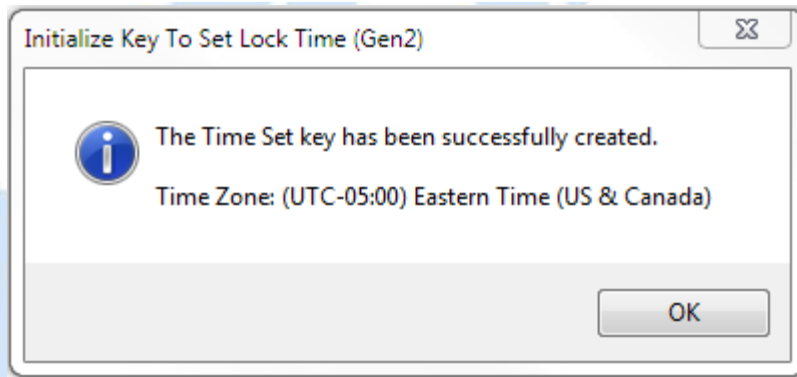 Initialize Key To Set Lock Time (Gen2)
The Time Set key has been successfully created.
Time Zone: (UTC-05:00) Eastern Time (US & Canada)
OK